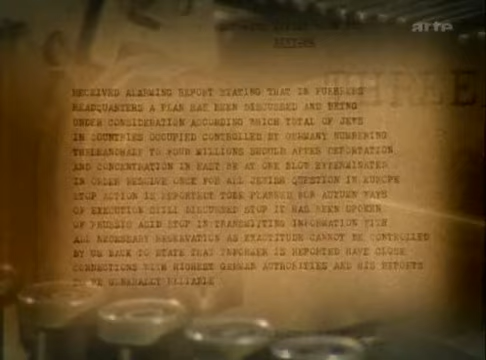 arte
RECEIVED ALARMING REPORT STATING THAT IN FUEHRERS
HEADQUARTERS A PLAN HAS BEEN DISCUSSED AND BEING
UNDER CONSIDERATION ACCORDING WHICH TOTAL OF JEWS
IN COUNTRIES OCCUPIED CONTROLLED BY GERMANY NUMBERING
THREEANDHALF TO FOUR MILLIONS SHOULD AFTER DEPORTATION
AND CONCENTRATION IN EAST BE AT ONE BLOW EXTERMINATED
IN ORDER RESOLVE ONCE FOR ALL JEWISH QUESTION IN EUROPE
STOP ACTION IS REPORTED PLANNED FOR AUTUMN WAYS
OF EXECUTION STILL DISCUSSED STOP IT HAS BEEN SPOKEN
OF PRUSSIC ACID STOP IN TRANSMITTING INFORMATION WITH
ALL NECESSARY RESERVATION AS EXACTITUDE CANNOT BE CONTROLLED
BY US BEG TO STATE THAT INFORMER IS REPORTED HAVE CLOSE
CONNECTIONS WITH HIGHEST GERMAN AUTHORITIES AND HIS REPORTS
TO BE GENERALLY RELIABLE
THREE